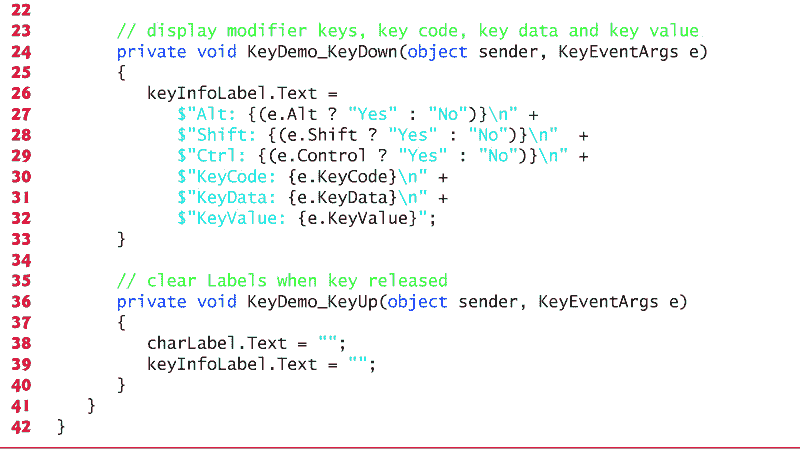 22
23 // display modifier keys, key code, key data and key value
24 private void KeyDemo_KeyDown(object sender, KeyEventArgs e)
25 {
26 keyInfoLabel.Text =
27 $"Alt: {(e.Alt ? "Yes" : "No")}\n" +
28 $"Shift: {(e.Shift ? "Yes" : "No")}\n" +
29 $"Ctrl: {(e.Control ? "Yes" : "No")}\n" +
30 $"KeyCode: {e.KeyCode}\n" +
31 $"KeyData: {e.KeyData}\n" +
32 $"KeyValue: {e.KeyValue}";
33 }
34
35 // clear Labels when key released
36 private void KeyDemo_KeyUp(object sender, KeyEventArgs e)
37 {
38 charLabel.Text = "";
39 keyInfoLabel.Text = "";
40 }
41 }
42 }